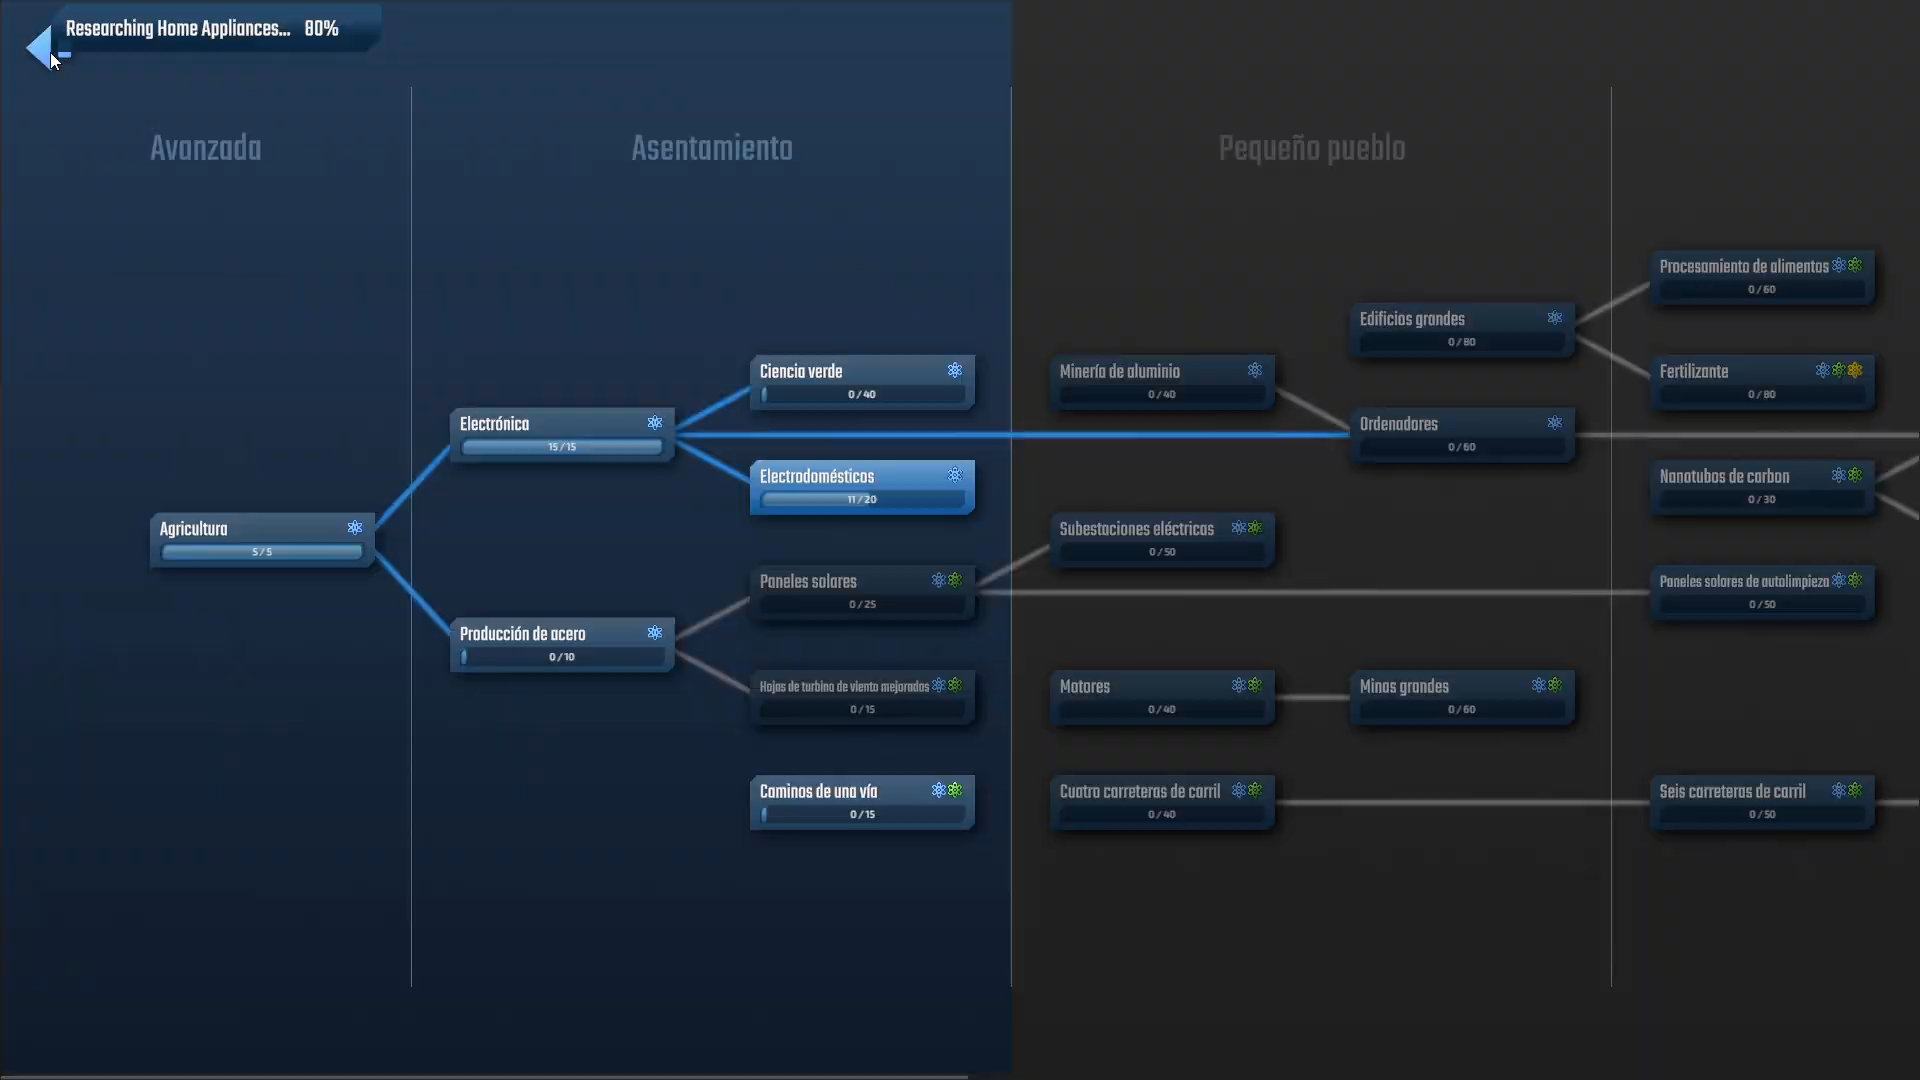 Researching Home Appliances... 80%
Avanzada
Asentamiento
Pequeño pueblo
Procesamiento de alimentos
0/60
Edificios grandes
0/80
Ciencia verde
0/40
Minería de aluminio
0/40
Fertilizante
0/80
Electrónica
15/15
Ordenadores
0/60
Electrodomésticos
11/20
Nanotubos de carbon
0/30
Agricultura
5/5
Subestaciones eléctricas
0/50
Paneles solares
0/25
Paneles solares de autolimpieza
0/50
Producción de acero
0/10
Hojas de turbina de viento mejoradas
0/15
Motores
0/40
Minas grandes
0/60
Caminos de una vía
0/15
Cuatro carreteras de carril
0/40
Seis carreteras de carril
0/50